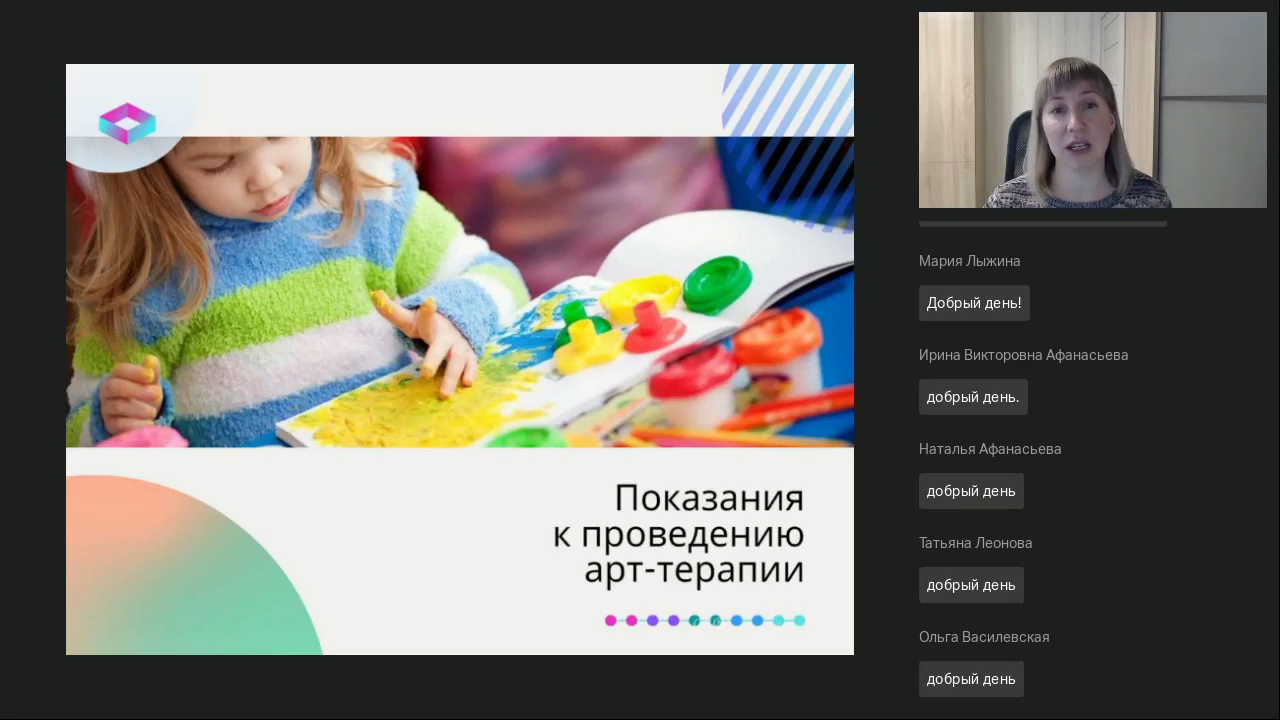 Показания
к проведению
арт-терапии
Мария Лыжина
Добрый день!
Ирина Викторовна Афанасьева
добрый день.
Наталья Афанасьева
добрый день
Татьяна Леонова
добрый день
Ольга Василевская
добрый день